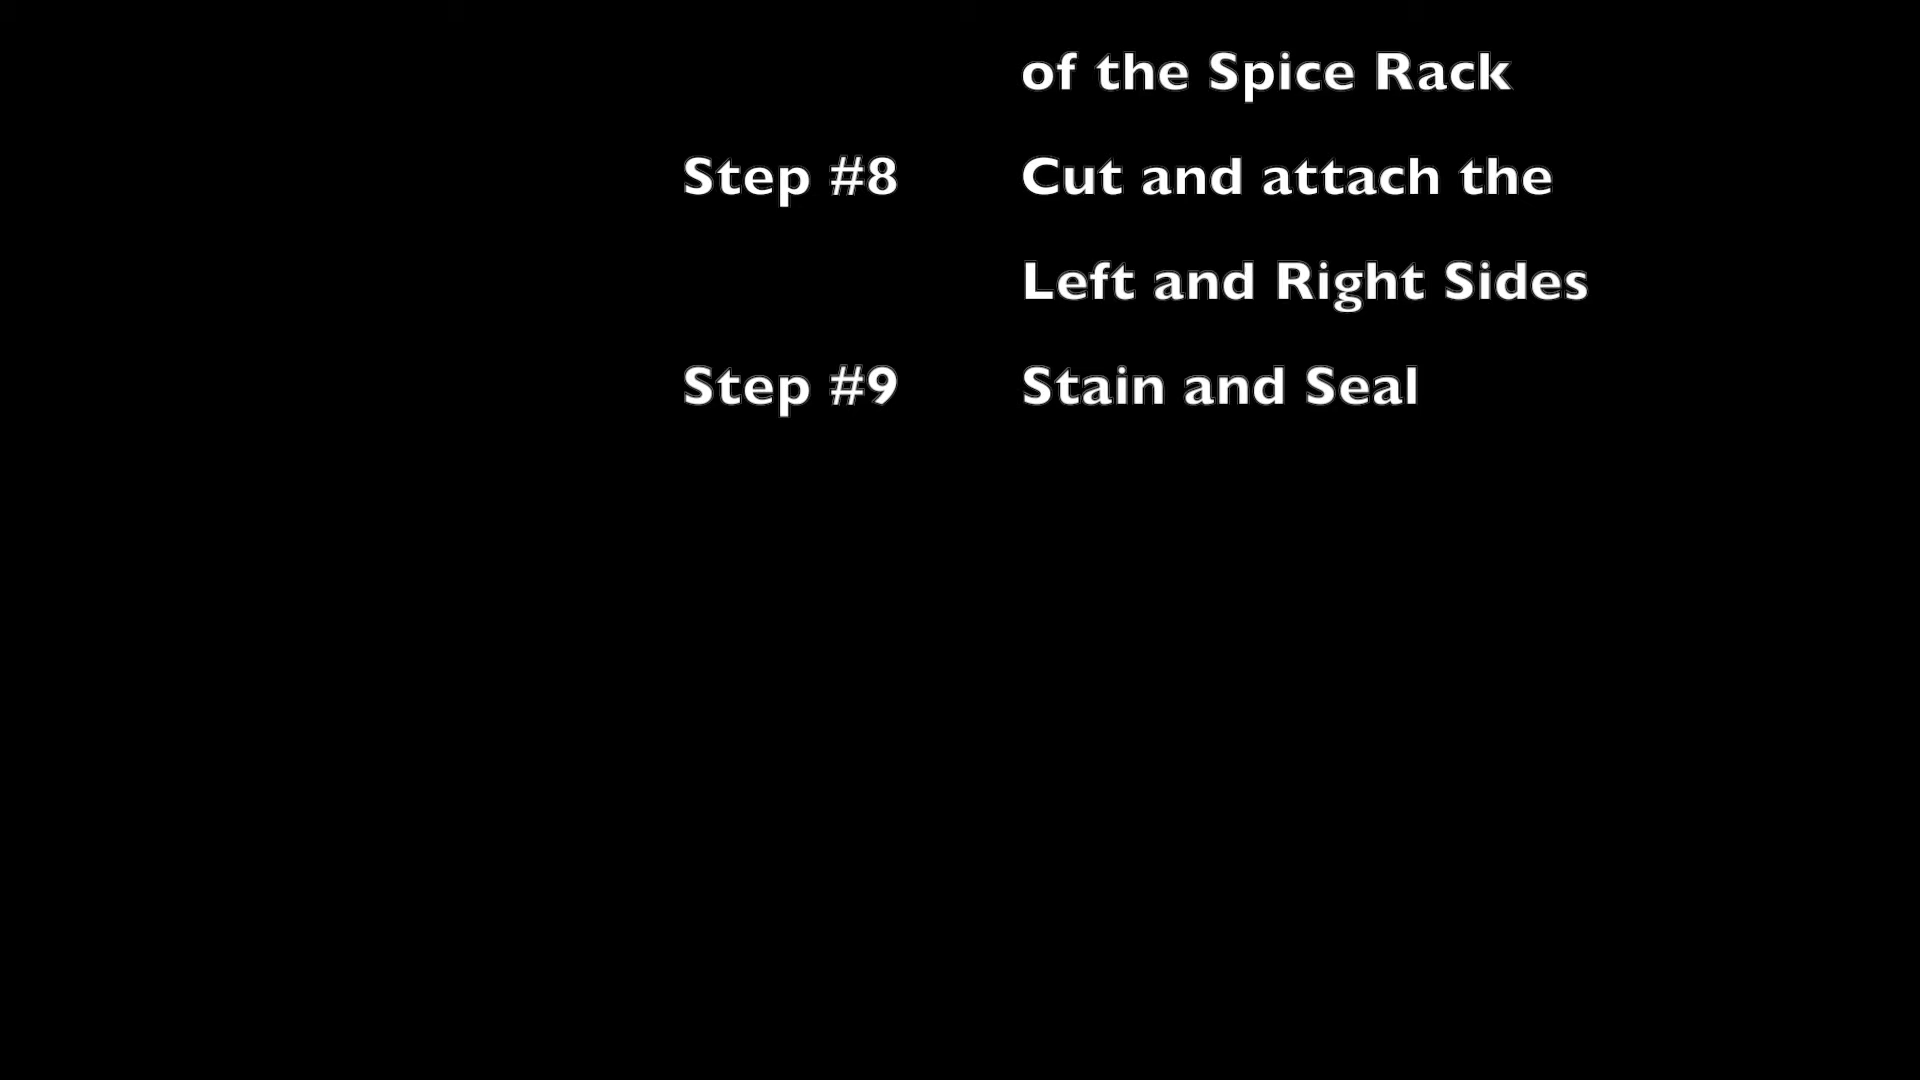 of the Spice Rack
Step #8 Cut and attach the
Left and Right Sides
Step #9 Stain and Seal